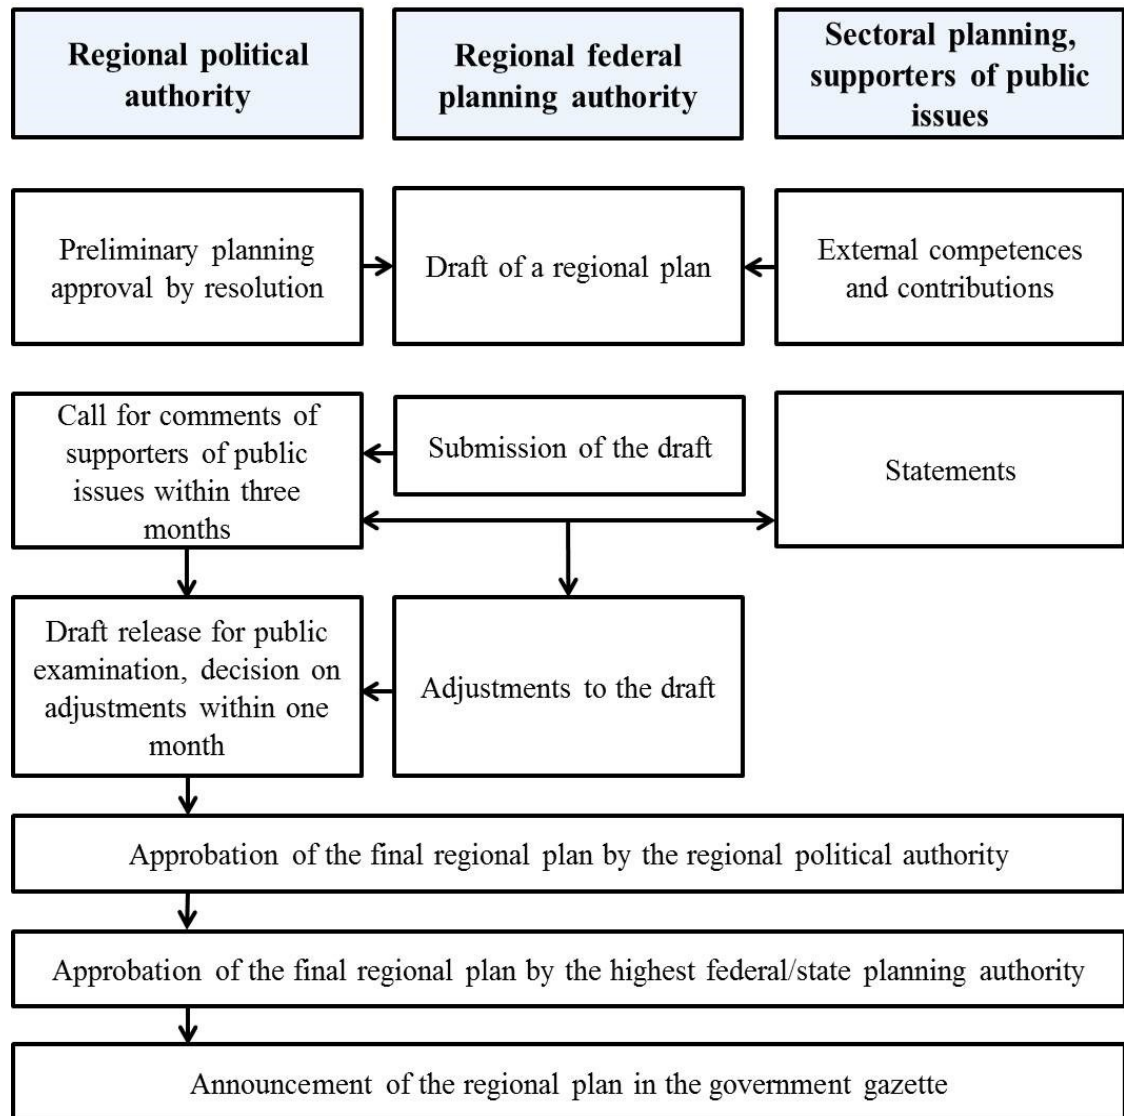 Regional political
authority
Regional federal
planning authority
Sectoral planning,
supporters of public
issues
Preliminary planning
approval by resolution
Draft of a regional plan
External competences
and contributions
Call for comments of
supporters of public
issues within three
months
Submission of the draft
Statements
Draft release for public
examination, decision on
adjustments within one
month
Adjustments to the draft
Approbation of the final regional plan by the regional political authority
Approbation of the final regional plan by the highest federal/state planning authority
Announcement of the regional plan in the government gazette